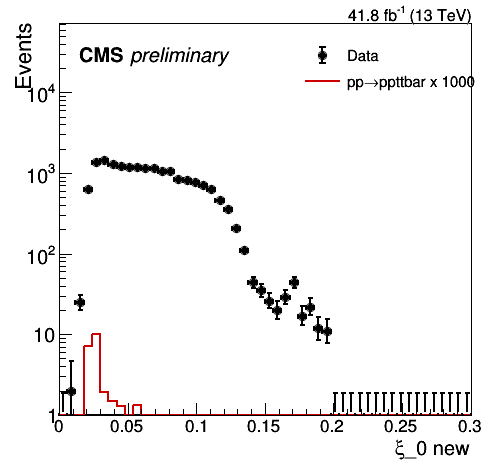 41.8 fb⁻¹ (13 TeV)
Events
CMS preliminary
Data
pp→ppttbar x 1000
10⁴
10³
10²
10
1
0 0.05 0.1 0.15 0.2 0.25 0.3
ξ_0 new